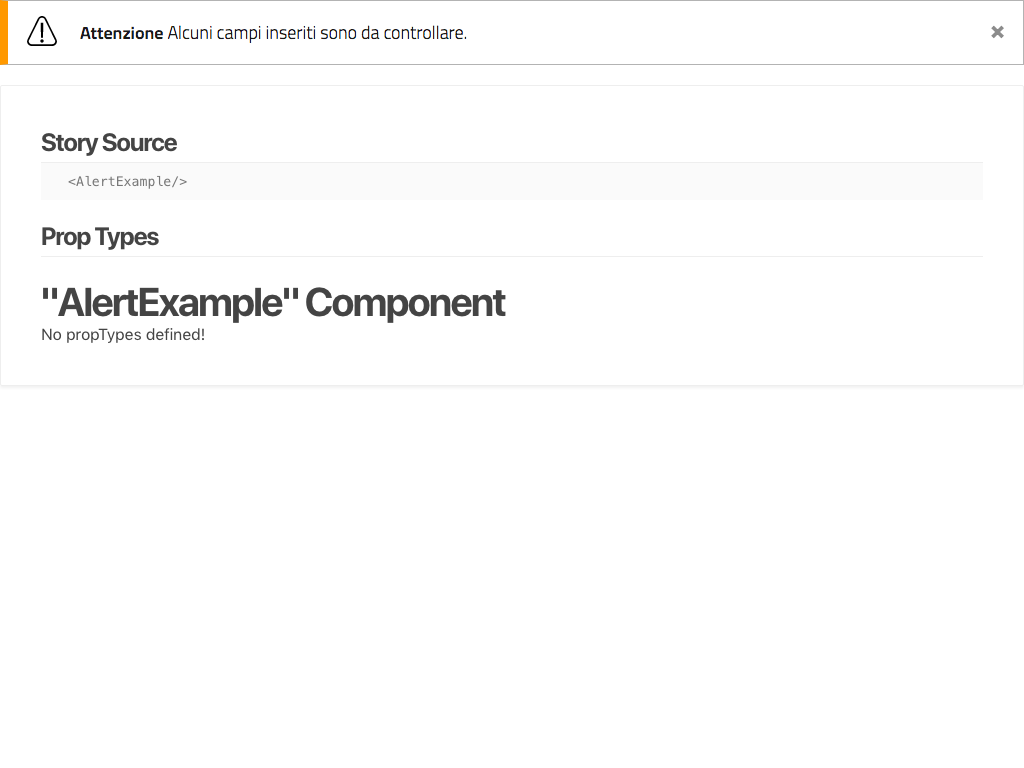 Attenzione Alcuni campi inseriti sono da controllare.
×
Story Source
<AlertExample/>
Prop Types
"AlertExample" Component
No propTypes defined!